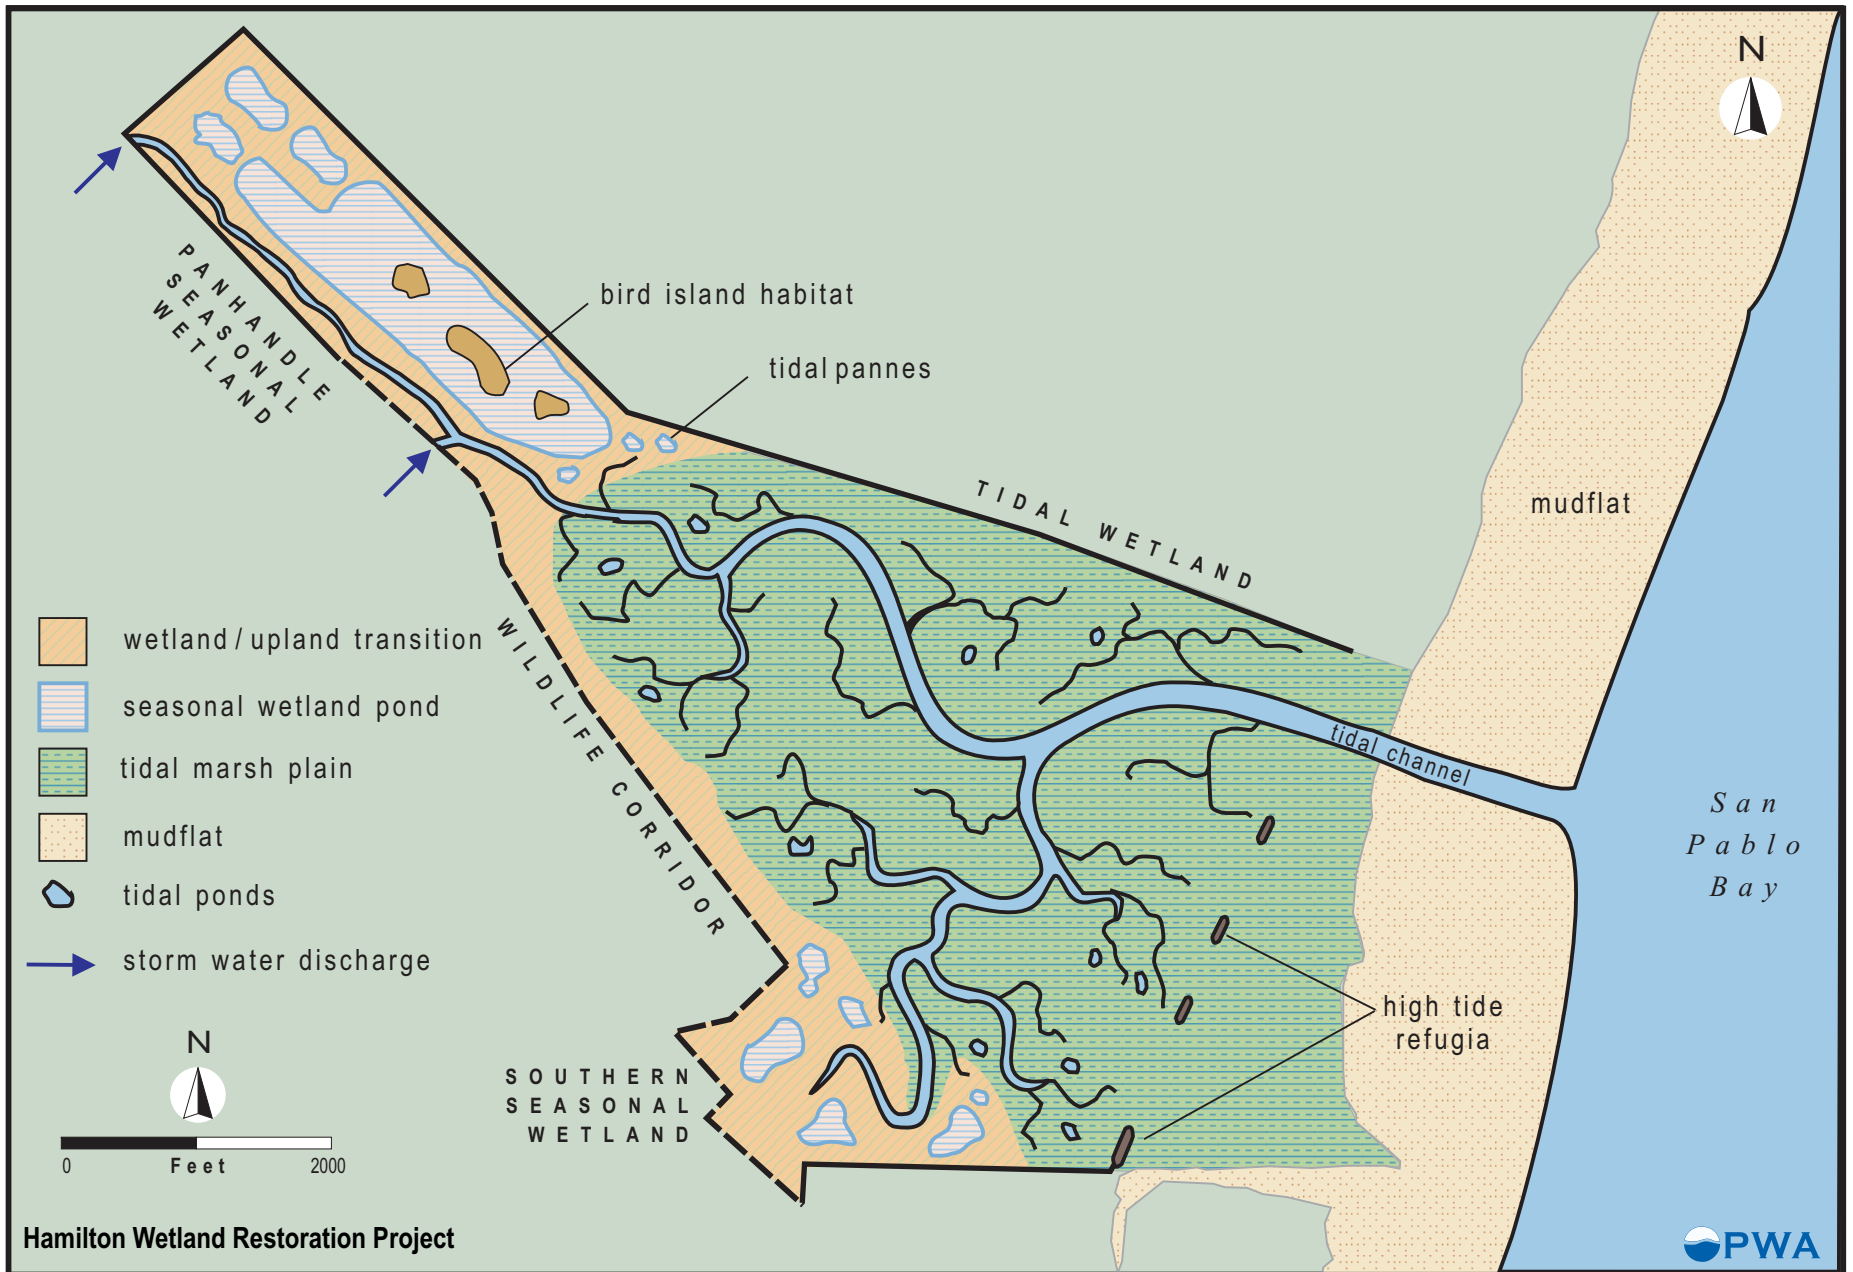 N
PANHANDLE
SEASONAL
WETLAND
bird island habitat
tidal pannes
TIDAL WETLAND
mudflat
WILDLIFE CORRIDOR
wetland / upland transition
seasonal wetland pond
tidal marsh plain
mudflat
tidal ponds
storm water discharge
tidal channel
San
Pablo
Bay
high tide
refugia
N
SOUTHERN
SEASONAL
WETLAND
0 Feet 2000
Hamilton Wetland Restoration Project
PWA